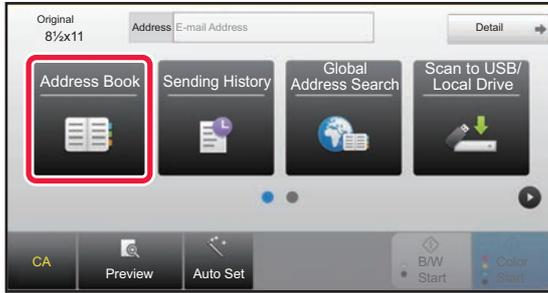 Original
8½x11
Address E-mail Address
Detail
Address Book
Sending History
Global
Address Search
Scan to USB/
Local Drive
CA
Preview
Auto Set
B/W
Start
Color
Start